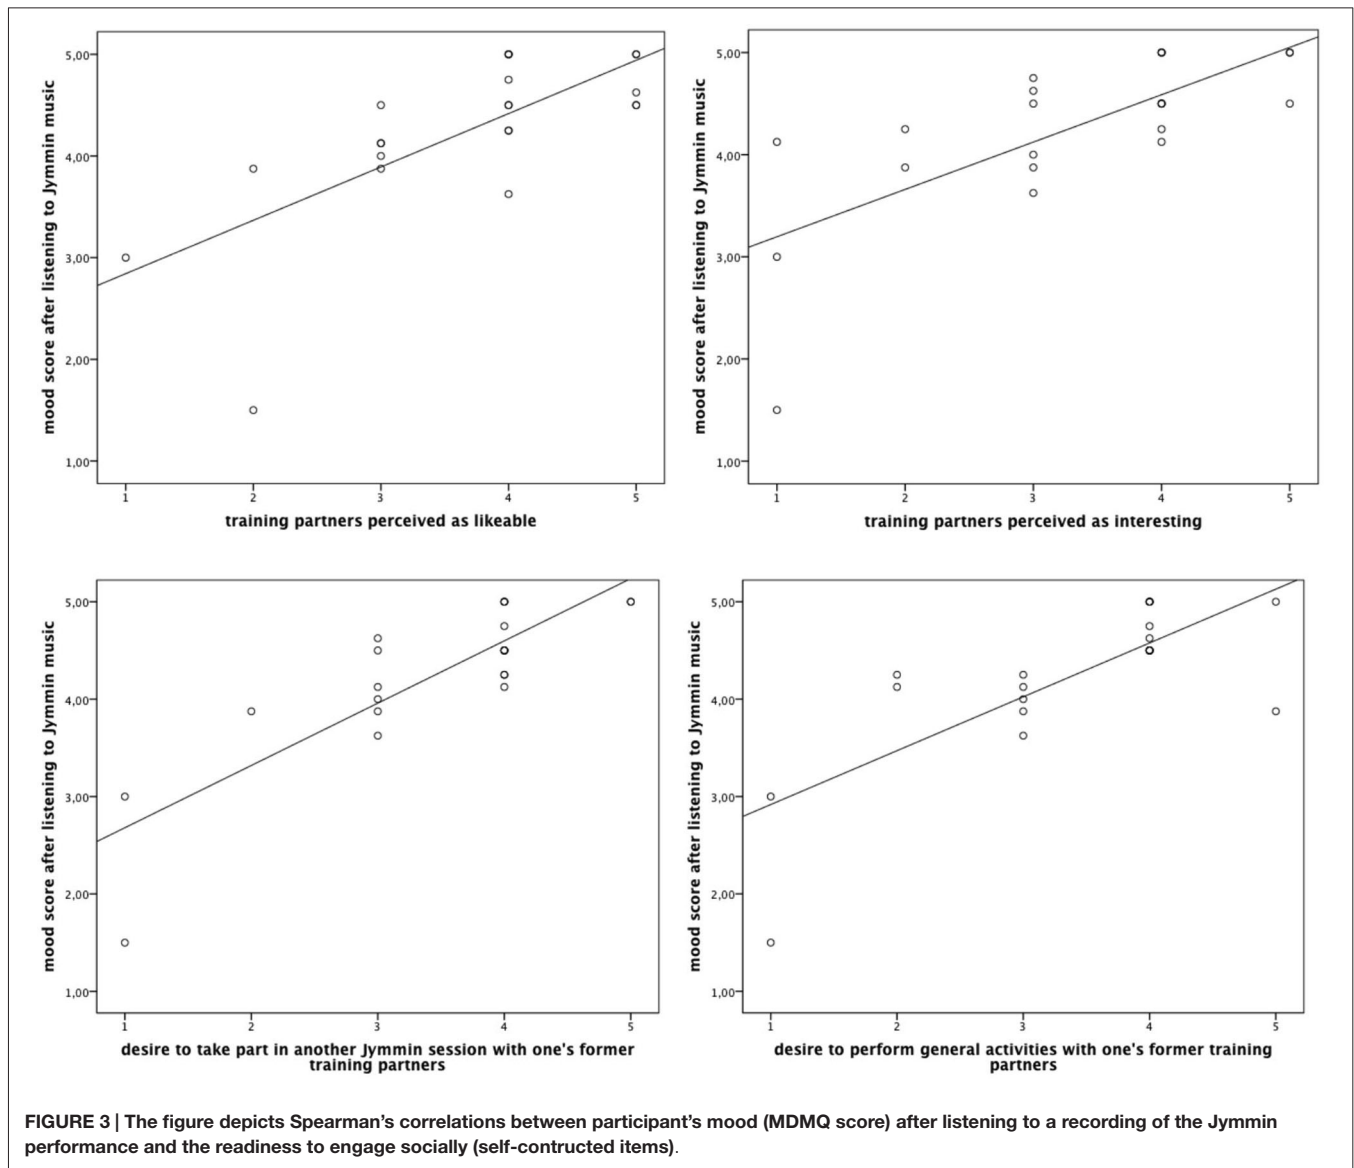 mood score after listening to Jymmin music
5,00
4,00
3,00
2,00
1,00
1 2 3 4 5
training partners perceived as likeable
mood score after listening to Jymmin music
5,00
4,00
3,00
2,00
1,00
1 2 3 4 5
training partners perceived as interesting
mood score after listening to Jymmin music
5,00
4,00
3,00
2,00
1,00
1 2 3 4 5
desire to take part in another Jymmin session with one's former
training partners
mood score after listening to Jymmin music
5,00
4,00
3,00
2,00
1,00
1 2 3 4 5
desire to perform general activities with one's former training
partners
FIGURE 3 | The figure depicts Spearman's correlations between participant's mood (MDMQ score) after listening to a recording of the Jymmin
performance and the readiness to engage socially (self-contructed items).